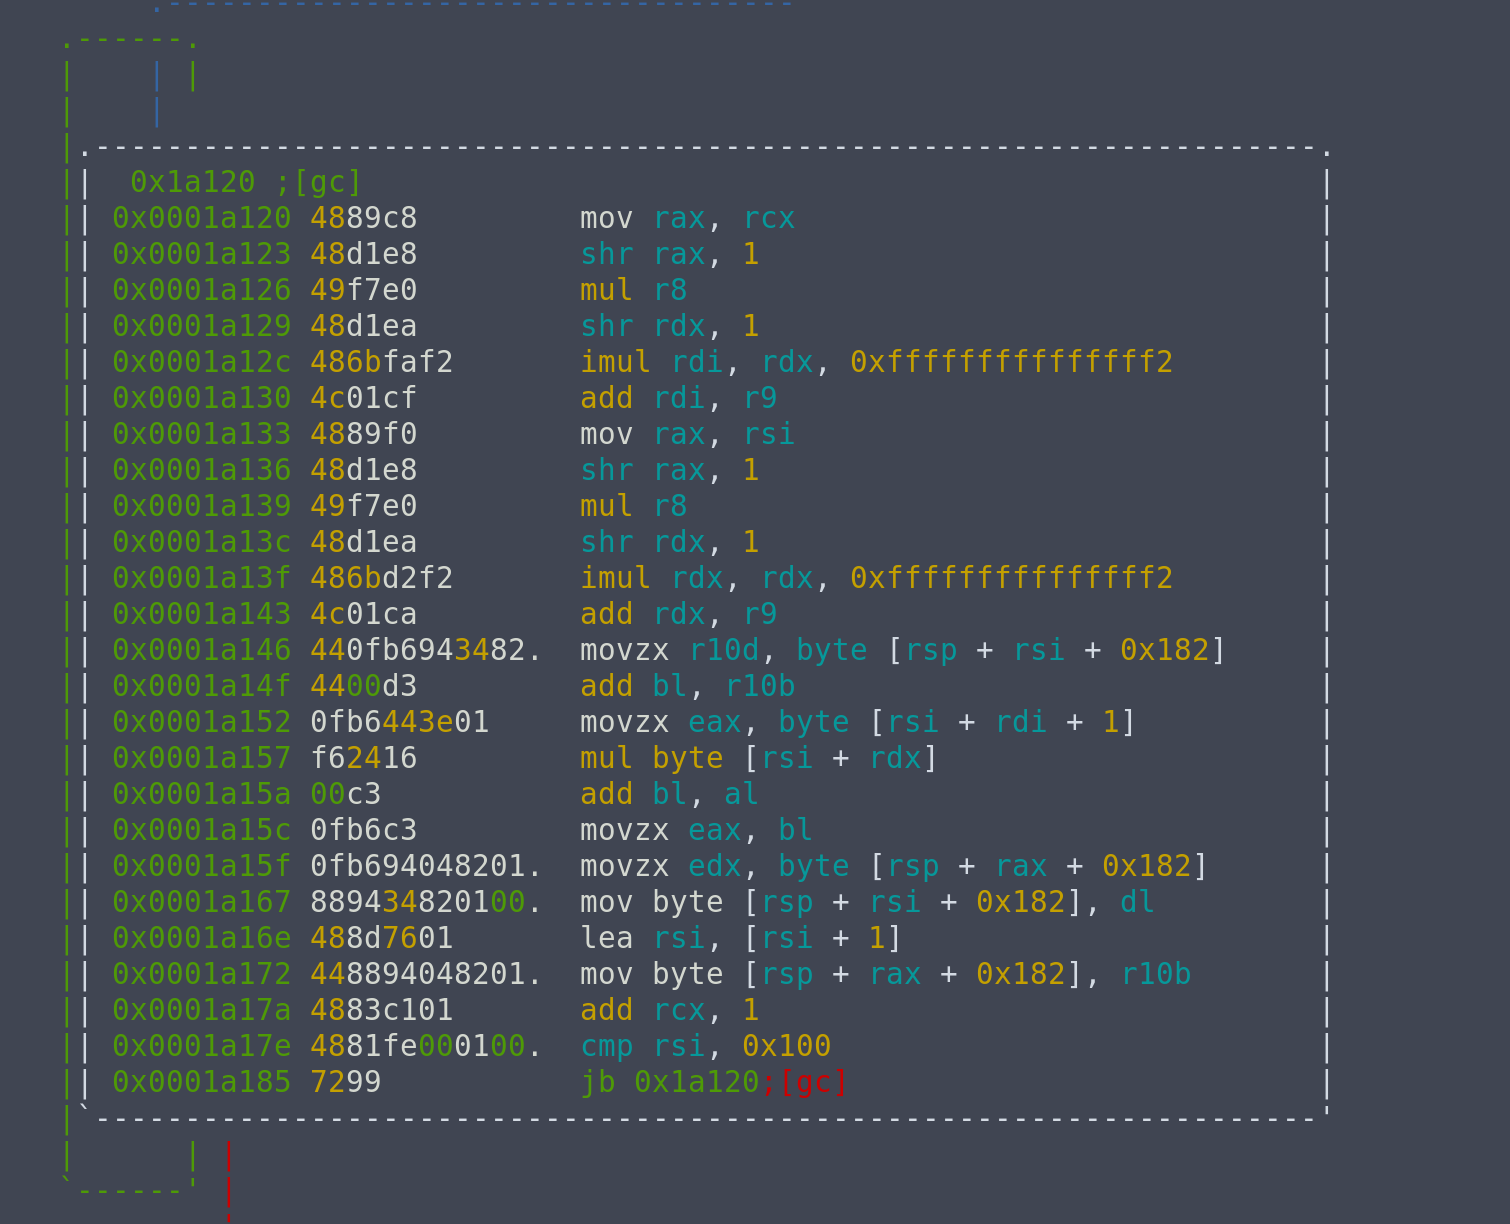 0x1a120 ;[gc]
0x0001a120 4889c8 mov rax, rcx
0x0001a123 48d1e8 shr rax, 1
0x0001a126 49f7e0 mul r8
0x0001a129 48d1ea shr rdx, 1
0x0001a12c 486bfaf2 imul rdi, rdx, 0xfffffffffffffff2
0x0001a130 4c01cf add rdi, r9
0x0001a133 4889f0 mov rax, rsi
0x0001a136 48d1e8 shr rax, 1
0x0001a139 49f7e0 mul r8
0x0001a13c 48d1ea shr rdx, 1
0x0001a13f 486bd2f2 imul rdx, rdx, 0xfffffffffffffff2
0x0001a143 4c01ca add rdx, r9
0x0001a146 440fb6943482. movzx r10d, byte [rsp + rsi + 0x182]
0x0001a14f 4400d3 add bl, r10b
0x0001a152 0fb6443e01 movzx eax, byte [rsi + rdi + 1]
0x0001a157 f62416 mul byte [rsi + rdx]
0x0001a15a 00c3 add bl, al
0x0001a15c 0fb6c3 movzx eax, bl
0x0001a15f 0fb694048201. movzx edx, byte [rsp + rax + 0x182]
0x0001a167 889434820100. mov byte [rsp + rsi + 0x182], dl
0x0001a16e 488d7601 lea rsi, [rsi + 1]
0x0001a172 448894048201. mov byte [rsp + rax + 0x182], r10b
0x0001a17a 4883c101 add rcx, 1
0x0001a17e 4881fe000100. cmp rsi, 0x100
0x0001a185 7299 jb 0x1a120;[gc]